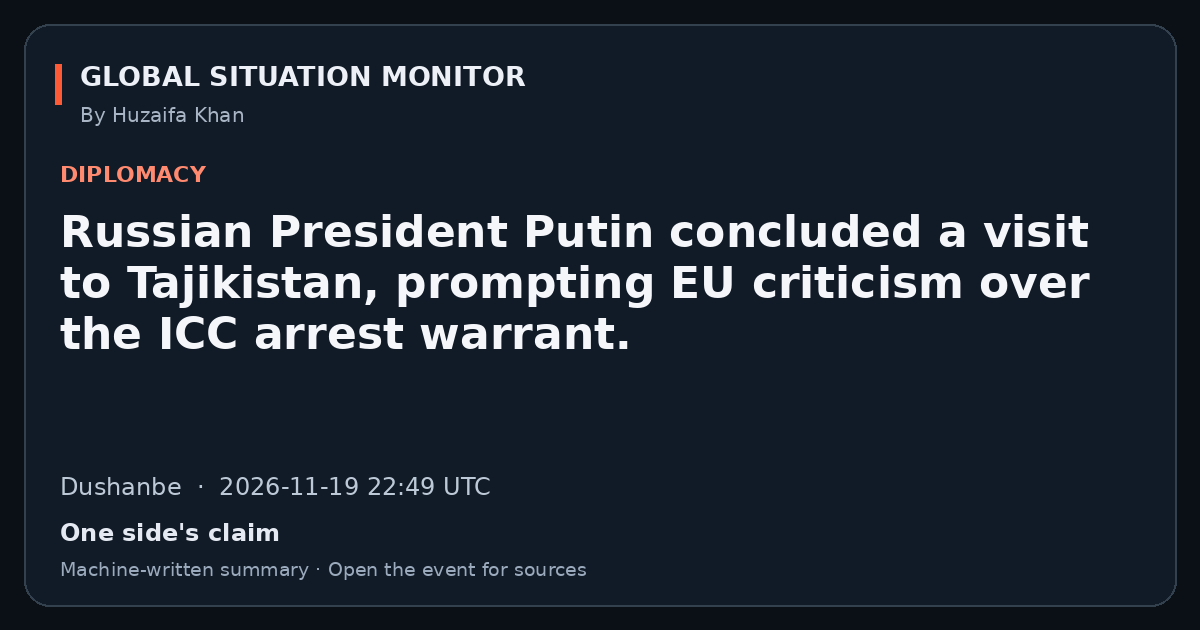 GLOBAL SITUATION MONITOR
By Huzaifa Khan
DIPLOMACY
Russian President Putin concluded a visit
to Tajikistan, prompting EU criticism over
the ICC arrest warrant.
Dushanbe · 2026-11-19 22:49 UTC
One side's claim
Machine-written summary · Open the event for sources